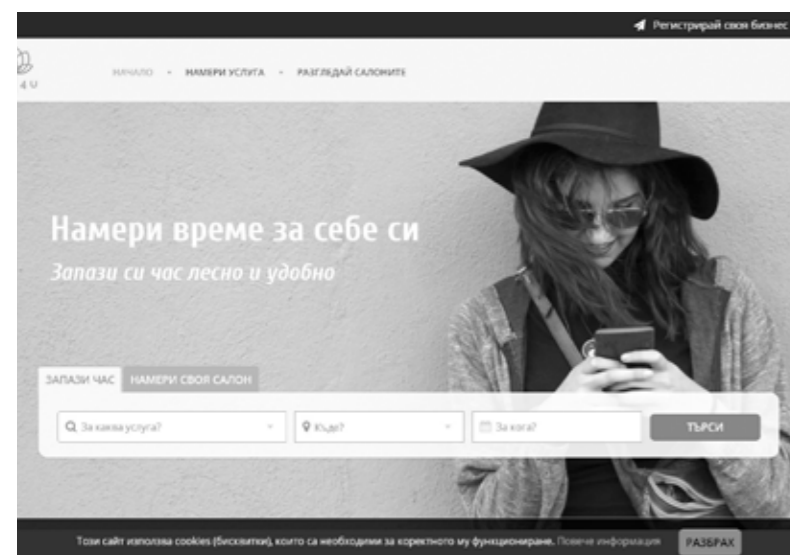 Регистрирай своя бизнес
4 U
НАЧАЛО - НАМЕРИ УСЛУГА - РАЗГЛЕДАЙ САЛОНИТЕ
Намери време за себе си
Запази си час лесно и удобно
ЗАПАЗИ ЧАС НАМЕРИ СВОЯ САЛОН
За каква услуга? Къде? За кога? ТЪРСИ
Този сайт използва cookies (бисквитки), които са необходими за коректното му функциониране. Повече информация РАЗБРАХ